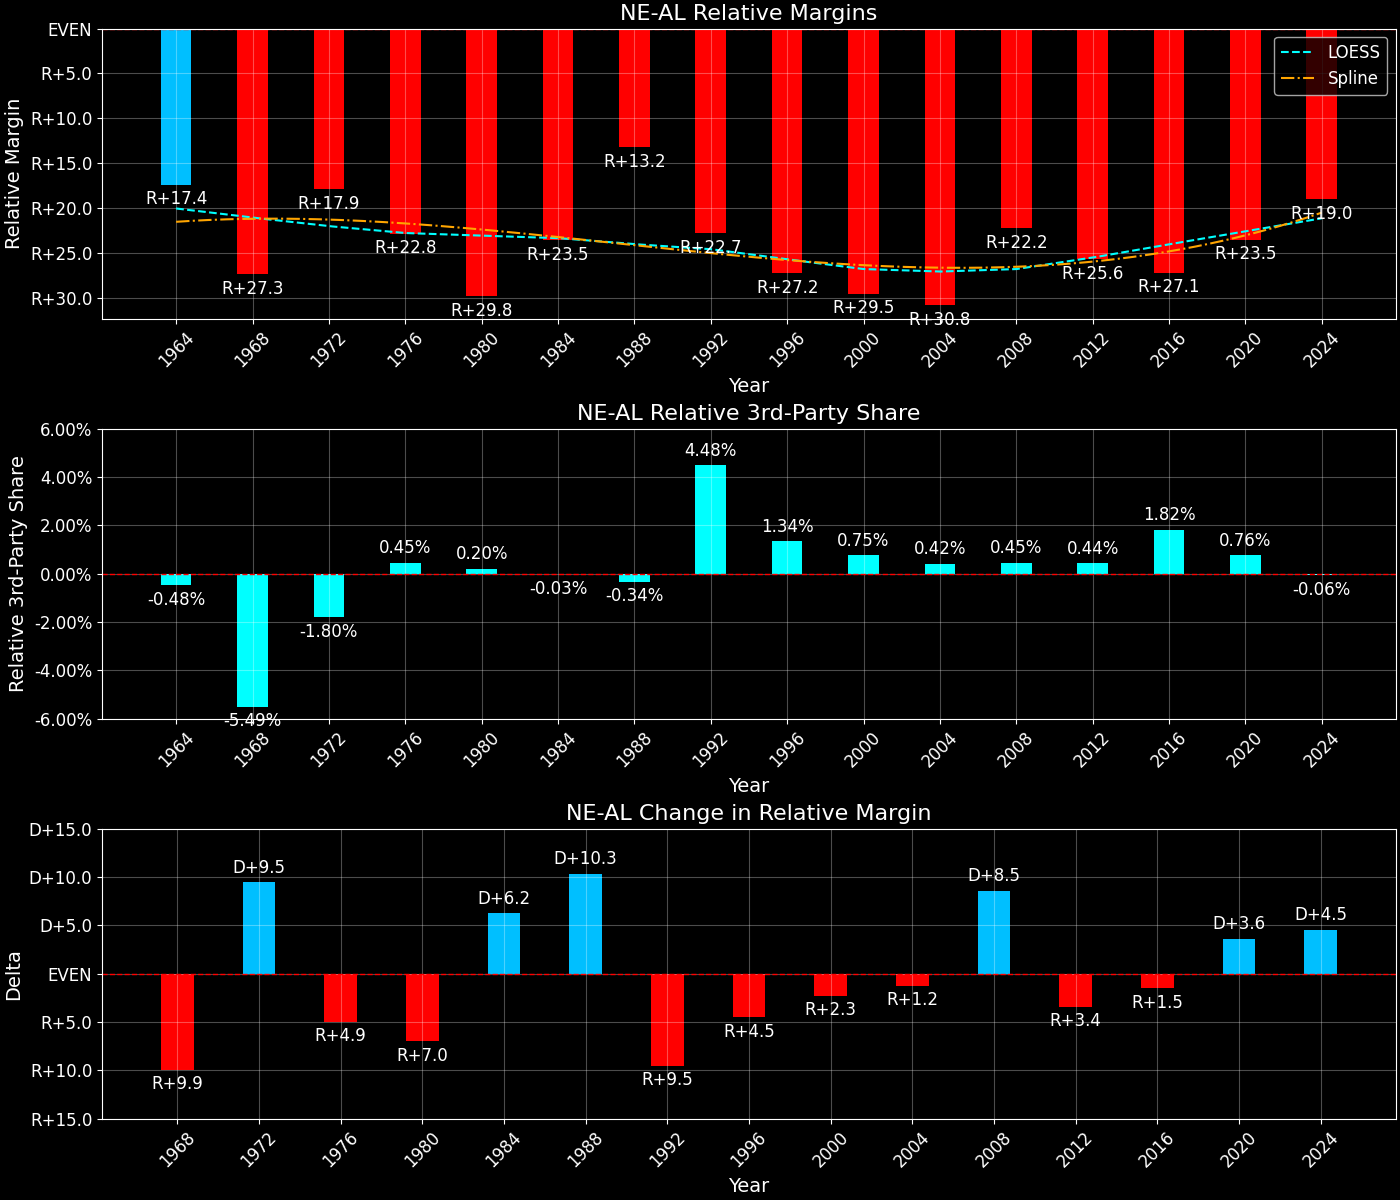 NE-AL Relative Margins
Relative Margin
EVEN
R+5.0
R+10.0
R+15.0
R+20.0
R+25.0
R+30.0
LOESS
Spline
R+17.4
R+27.3
R+17.9
R+22.8
R+29.8
R+23.5
R+13.2
R+22.7
R+27.2
R+29.5
R+30.8
R+22.2
R+25.6
R+27.1
R+23.5
R+19.0
1964
1968
1972
1976
1980
1984
1988
1992
1996
2000
2004
2008
2012
2016
2020
2024
Year
NE-AL Relative 3rd-Party Share
Relative 3rd-Party Share
6.00%
4.00%
2.00%
0.00%
-2.00%
-4.00%
-6.00%
-0.48%
-5.49%
-1.80%
0.45%
0.20%
-0.03%
-0.34%
4.48%
1.34%
0.75%
0.42%
0.45%
0.44%
1.82%
0.76%
-0.06%
1964
1968
1972
1976
1980
1984
1988
1992
1996
2000
2004
2008
2012
2016
2020
2024
Year
NE-AL Change in Relative Margin
Delta
D+15.0
D+10.0
D+5.0
EVEN
R+5.0
R+10.0
R+15.0
R+9.9
D+9.5
R+4.9
R+7.0
D+6.2
D+10.3
R+9.5
R+4.5
R+2.3
R+1.2
D+8.5
R+3.4
R+1.5
D+3.6
D+4.5
1968
1972
1976
1980
1984
1988
1992
1996
2000
2004
2008
2012
2016
2020
2024
Year